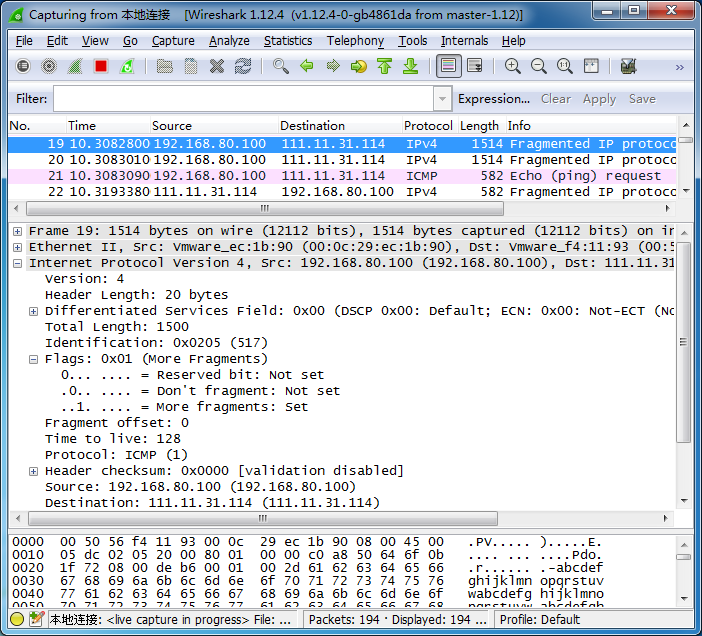 Capturing from 本地连接 [Wireshark 1.12.4 (v1.12.4-0-gb4861da from master-1.12)]
File Edit View Go Capture Analyze Statistics Telephony Tools Internals Help
Filter: Expression... Clear Apply Save
No. Time Source Destination Protocol Length Info
19 10.3082800 192.168.80.100 111.11.31.114 IPv4 1514 Fragmented IP protoco
20 10.3083010 192.168.80.100 111.11.31.114 IPv4 1514 Fragmented IP protoco
21 10.3083090 192.168.80.100 111.11.31.114 ICMP 582 Echo (ping) request
22 10.3193380 111.11.31.114 192.168.80.100 IPv4 582 Fragmented IP protoco
Frame 19: 1514 bytes on wire (12112 bits), 1514 bytes captured (12112 bits) on in
Ethernet II, Src: Vmware_ec:1b:90 (00:0c:29:ec:1b:90), Dst: Vmware_f4:11:93 (00:5
Internet Protocol Version 4, Src: 192.168.80.100 (192.168.80.100), Dst: 111.11.31
Version: 4
Header Length: 20 bytes
Differentiated Services Field: 0x00 (DSCP 0x00: Default; ECN: 0x00: Not-ECT (No
Total Length: 1500
Identification: 0x0205 (517)
Flags: 0x01 (More Fragments)
0... .... = Reserved bit: Not set
.0.. .... = Don't fragment: Not set
..1. .... = More fragments: Set
Fragment offset: 0
Time to live: 128
Protocol: ICMP (1)
Header checksum: 0x0000 [validation disabled]
Source: 192.168.80.100 (192.168.80.100)
Destination: 111.11.31.114 (111.11.31.114)
0000 00 50 56 f4 11 93 00 0c 29 ec 1b 90 08 00 45 00 .PV..... ).....E.
0010 05 dc 02 05 20 00 80 01 00 00 c0 a8 50 64 6f 0b .... ... ....Pdo.
0020 1f 72 08 00 de b6 00 01 00 2d 61 62 63 64 65 66 .r...... .-abcdef
0030 67 68 69 6a 6b 6c 6d 6e 6f 70 71 72 73 74 75 76 ghijklmn opqrstuv
0040 77 61 62 63 64 65 66 67 68 69 6a 6b 6c 6d 6e 6f wabcdefg hijklmno
0050 70 71 72 73 74 75 76 77 61 62 63 64 65 66 67 68 pqrstuvw abcdefgh
本地连接: <live capture in progress> File: ... Packets: 194 · Displayed: 194 ... Profile: Default